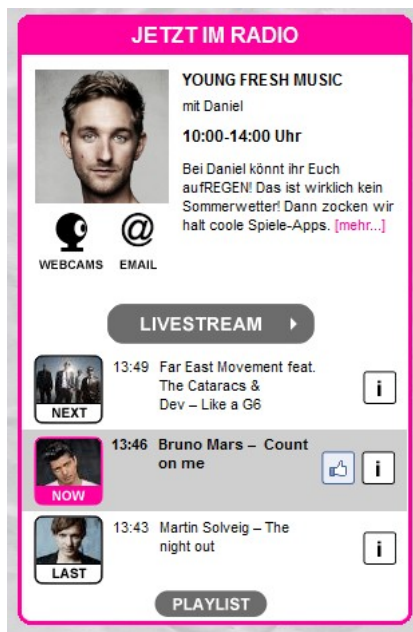 JETZT IM RADIO
YOUNG FRESH MUSIC
mit Daniel
10:00-14:00 Uhr
Bei Daniel könnt ihr Euch
aufREGEN! Das ist wirklich kein
Sommerwetter! Dann zocken wir
halt coole Spiele-Apps. [mehr...]
@
WEBCAMS EMAIL
LIVESTREAM
13:49 Far East Movement feat.
The Cataracs &
Dev – Like a G6
i
NEXT
13:46 Bruno Mars – Count
on me
i
NOW
13:43 Martin Solveig – The
night out
i
LAST
PLAYLIST